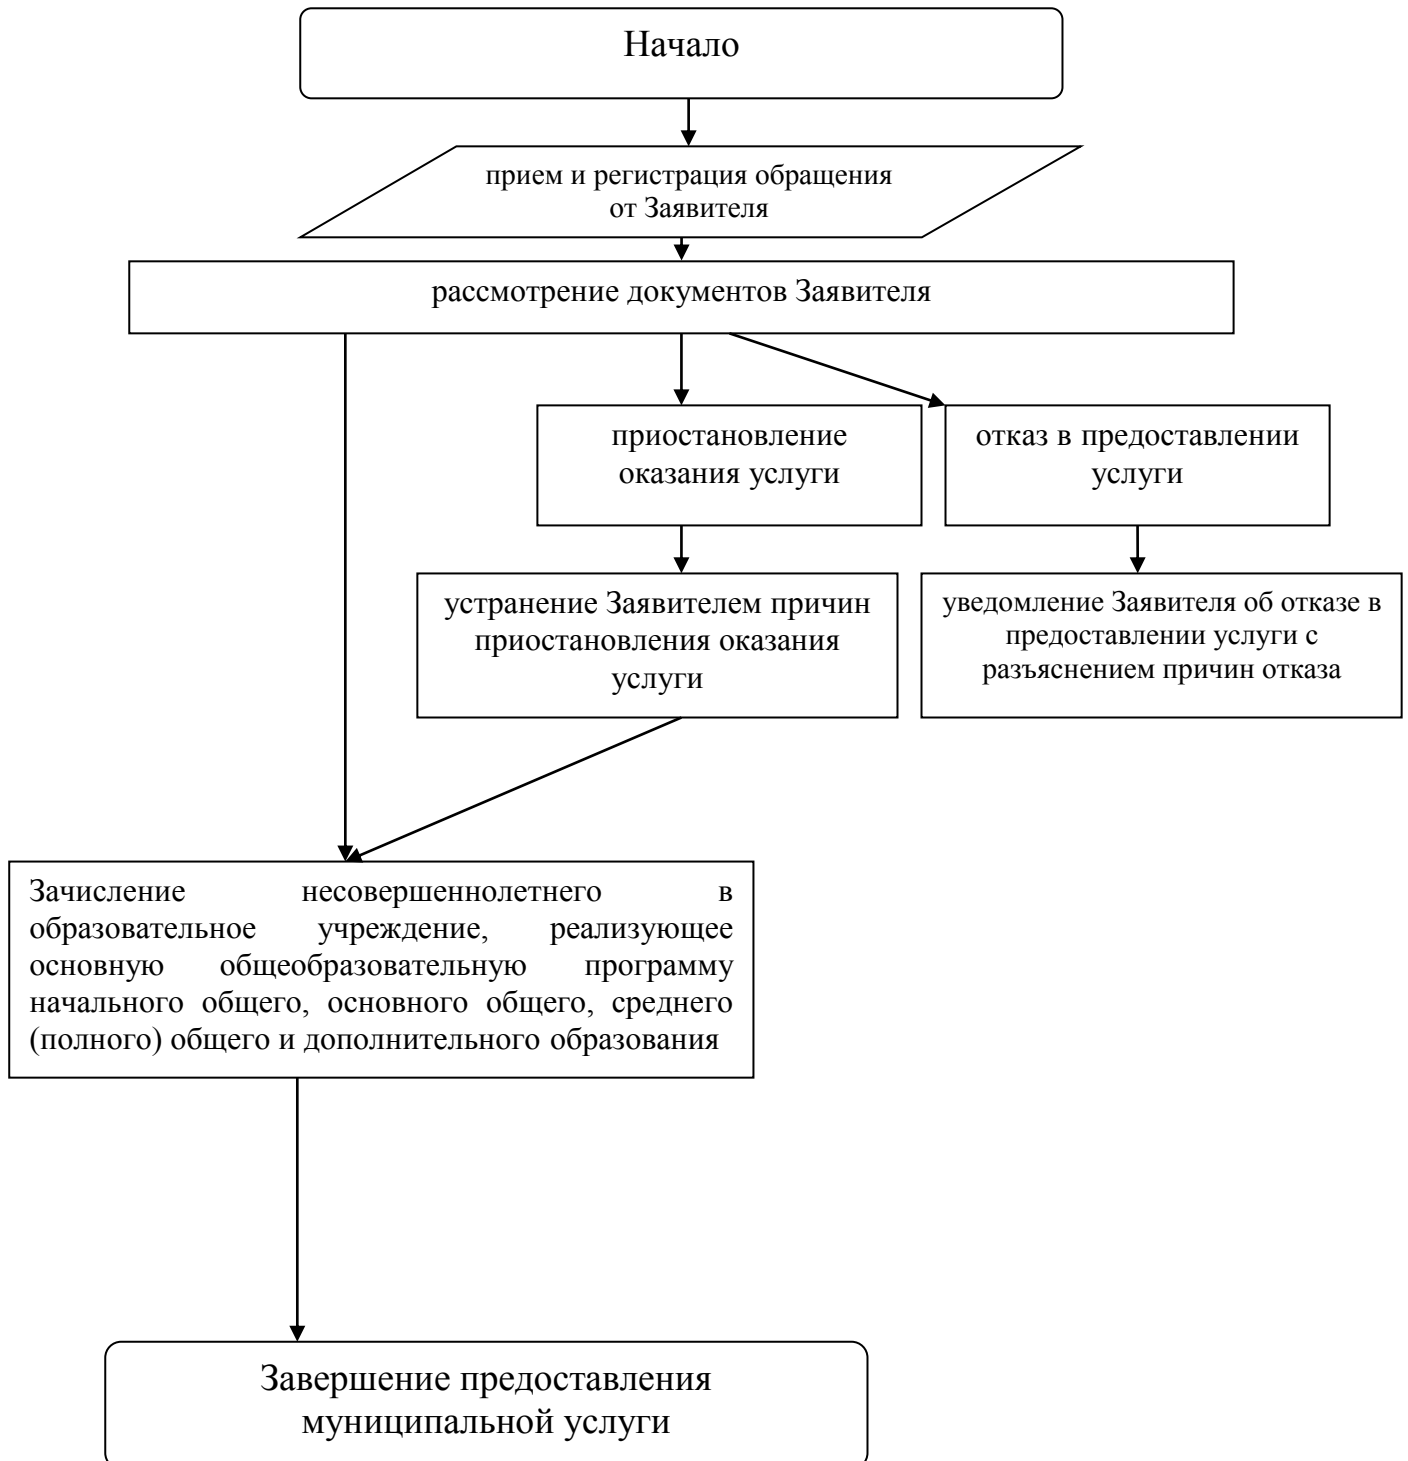 Начало
прием и регистрация обращения
от Заявителя
рассмотрение документов Заявителя
приостановление
оказания услуги
отказ в предоставлении
услуги
устранение Заявителем причин
приостановления оказания
услуги
уведомление Заявителя об отказе в
предоставлении услуги с
разъяснением причин отказа
Зачисление несовершеннолетнего в
образовательное учреждение, реализующее
основную общеобразовательную программу
начального общего, основного общего, среднего
(полного) общего и дополнительного образования
Завершение предоставления
муниципальной услуги